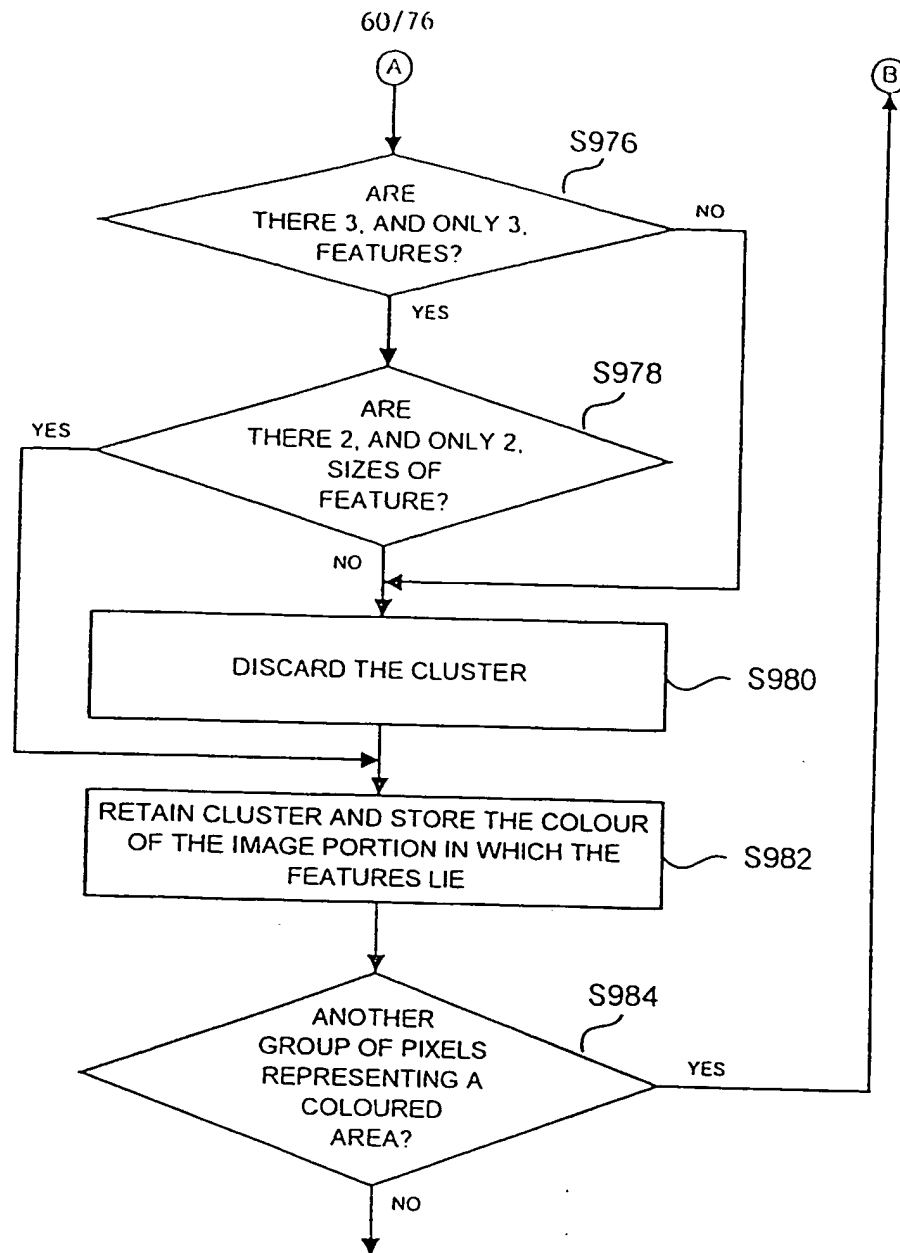 60/76
A
B
S976
ARE
THERE 3, AND ONLY 3,
FEATURES?
NO
YES
S978
ARE
THERE 2, AND ONLY 2,
SIZES OF
FEATURE?
YES
NO
DISCARD THE CLUSTER
S980
RETAIN CLUSTER AND STORE THE COLOUR
OF THE IMAGE PORTION IN WHICH THE
FEATURES LIE
S982
S984
ANOTHER
GROUP OF PIXELS
REPRESENTING A
COLOURED
AREA?
YES
NO